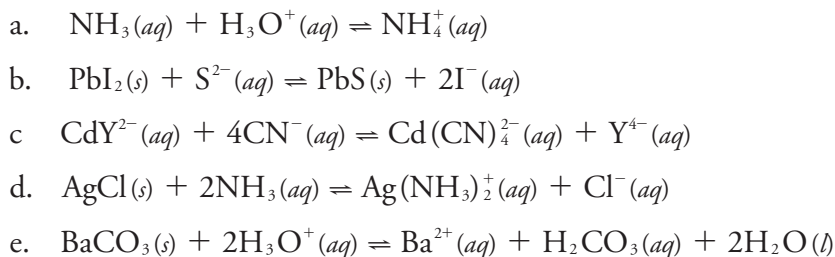 a. NH₃(aq) + H₃O⁺(aq) ⇌ NH₄⁺(aq)
b. PbI₂(s) + S²⁻(aq) ⇌ PbS(s) + 2I⁻(aq)
c CdY²⁻(aq) + 4CN⁻(aq) ⇌ Cd(CN)₄²⁻(aq) + Y⁴⁻(aq)
d. AgCl(s) + 2NH₃(aq) ⇌ Ag(NH₃)₂⁺(aq) + Cl⁻(aq)
e. BaCO₃(s) + 2H₃O⁺(aq) ⇌ Ba²⁺(aq) + H₂CO₃(aq) + 2H₂O(l)